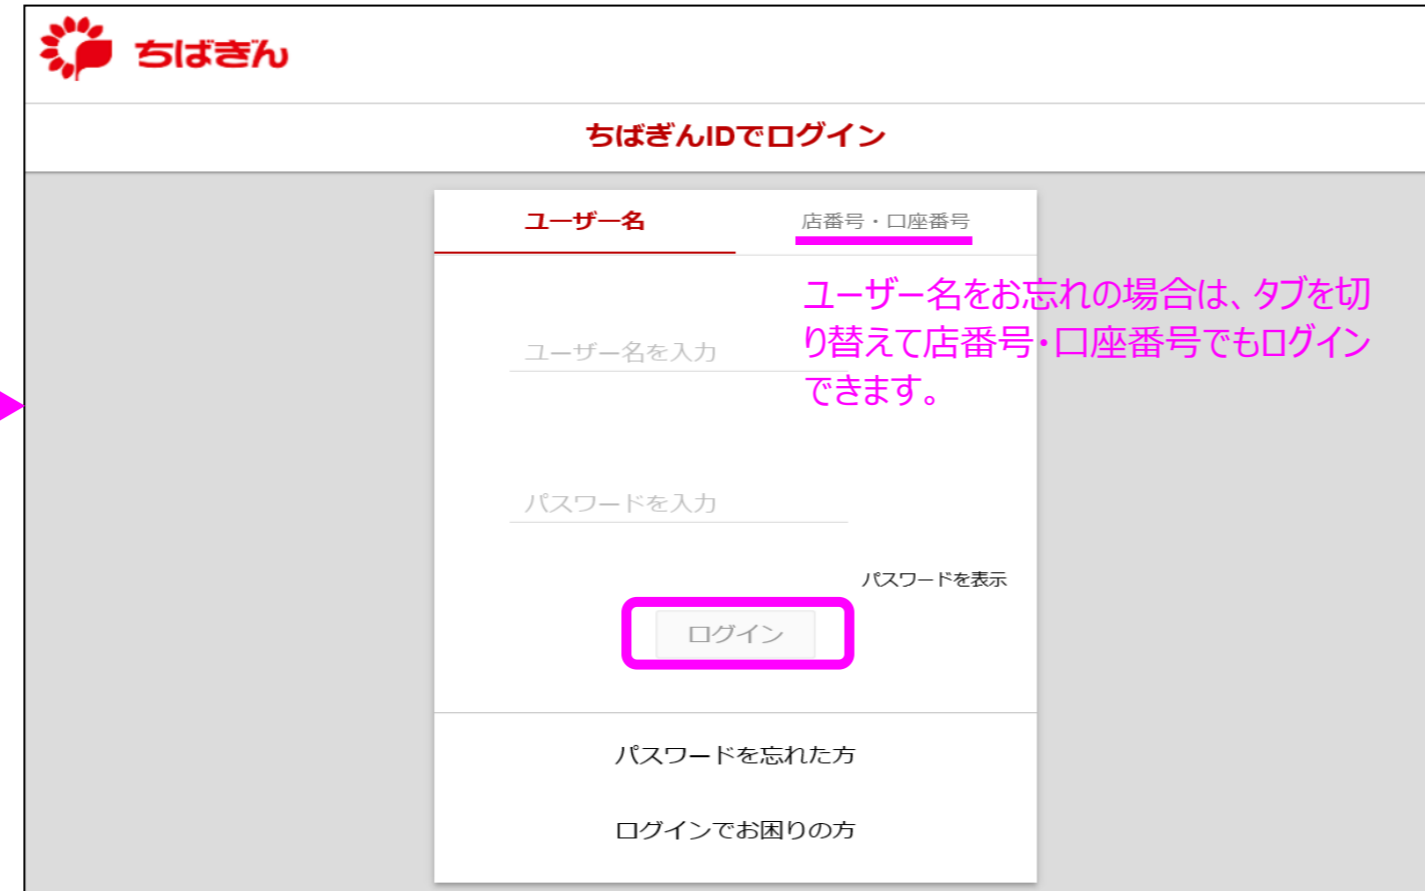 ちばぎん
ちばぎんIDでログイン
ユーザー名
店番号・口座番号
ユーザー名をお忘れの場合は、タブを切
り替えて店番号・口座番号でもログイン
できます。
ユーザー名を入力
パスワードを入力
パスワードを表示
ログイン
パスワードを忘れた方
ログインでお困りの方